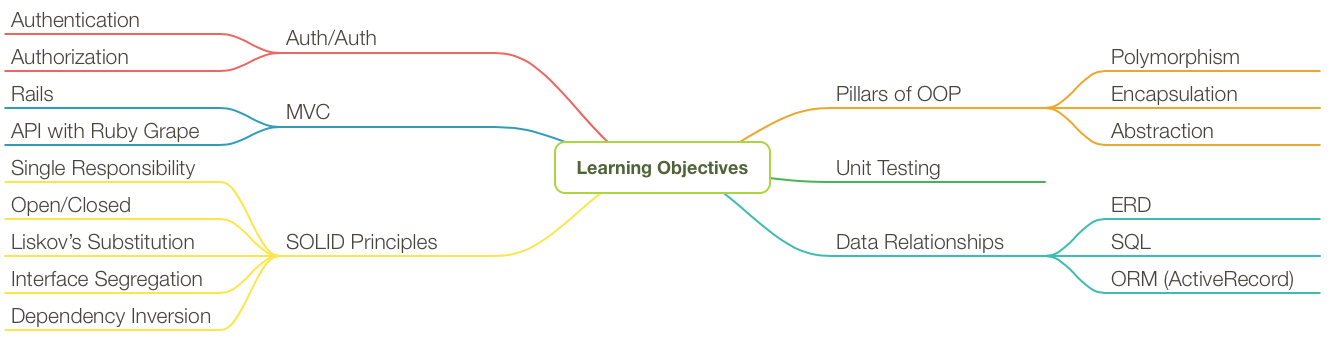 Learning Objectives
Auth/Auth
Authentication
Authorization
MVC
Rails
API with Ruby Grape
SOLID Principles
Single Responsibility
Open/Closed
Liskov’s Substitution
Interface Segregation
Dependency Inversion
Pillars of OOP
Polymorphism
Encapsulation
Abstraction
Unit Testing
Data Relationships
ERD
SQL
ORM (ActiveRecord)